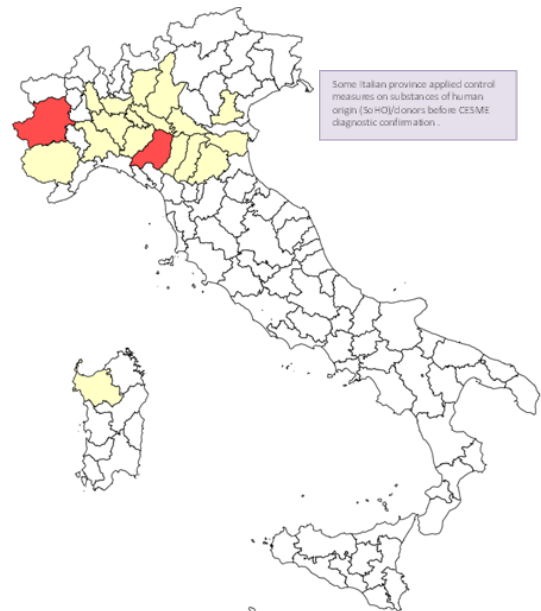 Some Italian province applied control
measures on substances of human
origin (SoHO)/donors before CESME
diagnostic confirmation .